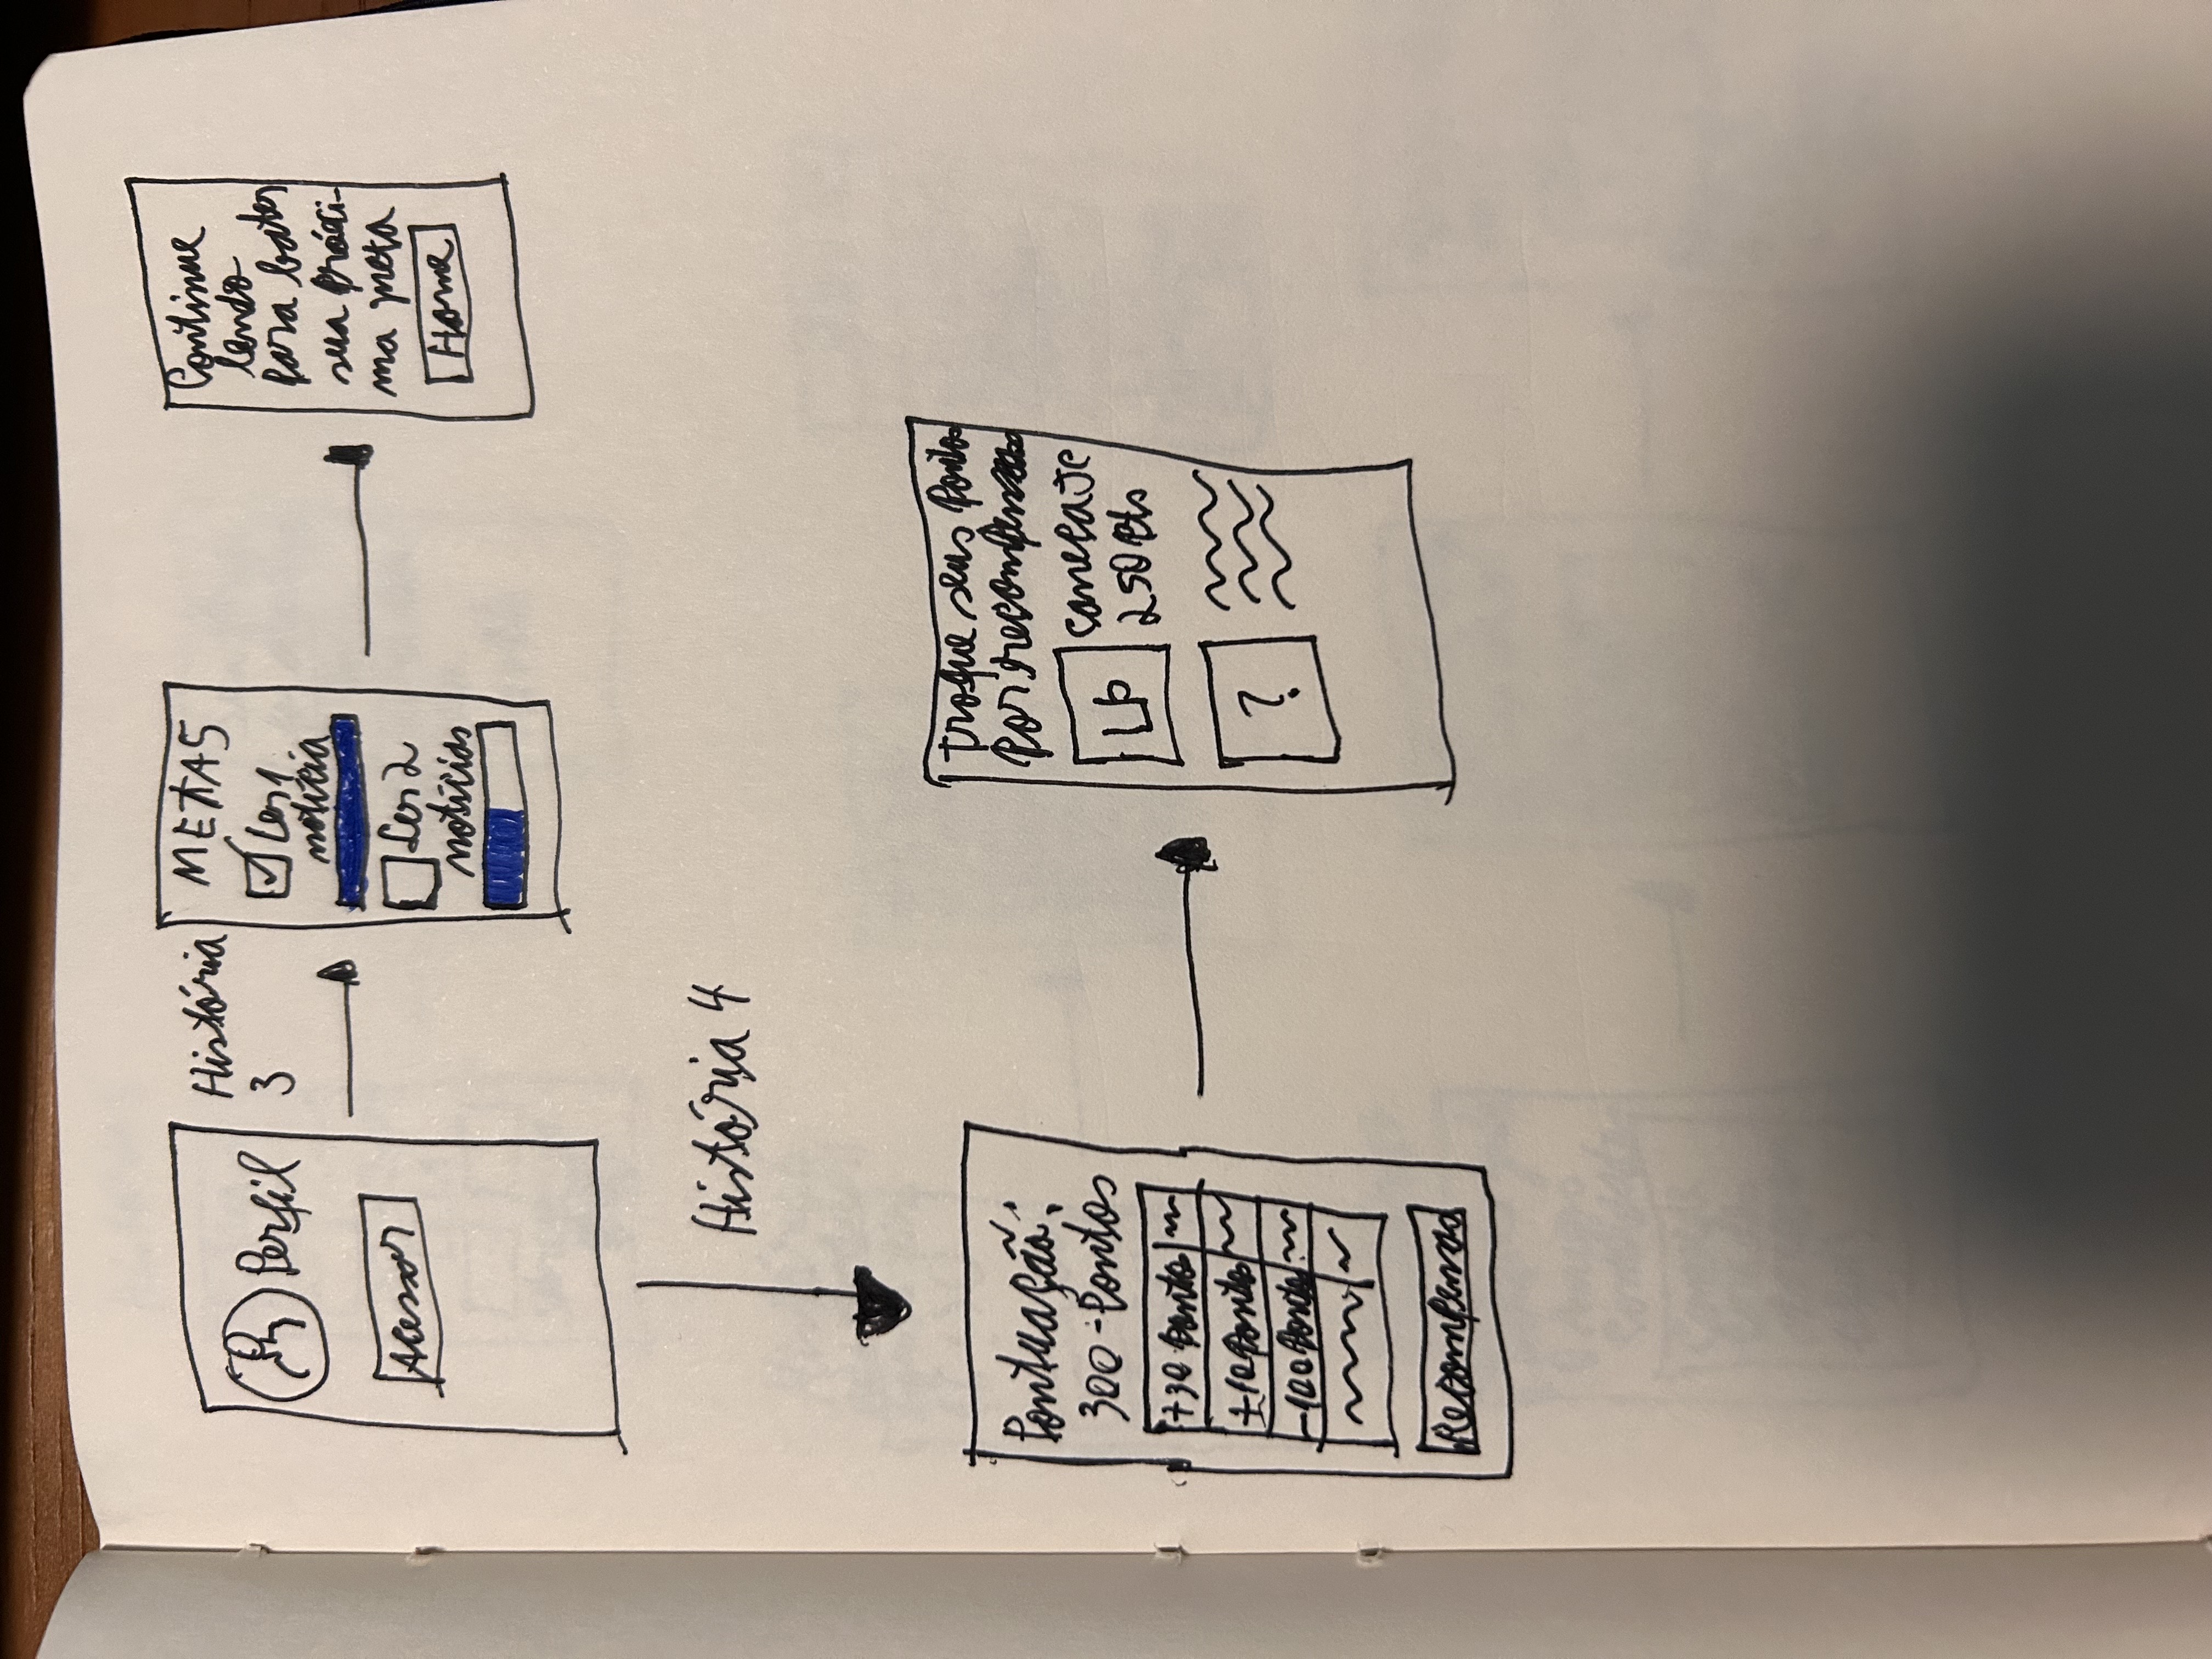 Perfil
Acessar
História
3
METAS
Ler 1
notícia
Ler 2
notícias
Continue
lendo
para bater
sua próxi-
ma meta
Home
História 4
Pontuação:
300 - Pontos
+30 Pontos
+10 Pontos
-100 Pontos
Recompensas
Troque seus Pontos
Por recompensas
Caneca JC
250 Pts
?